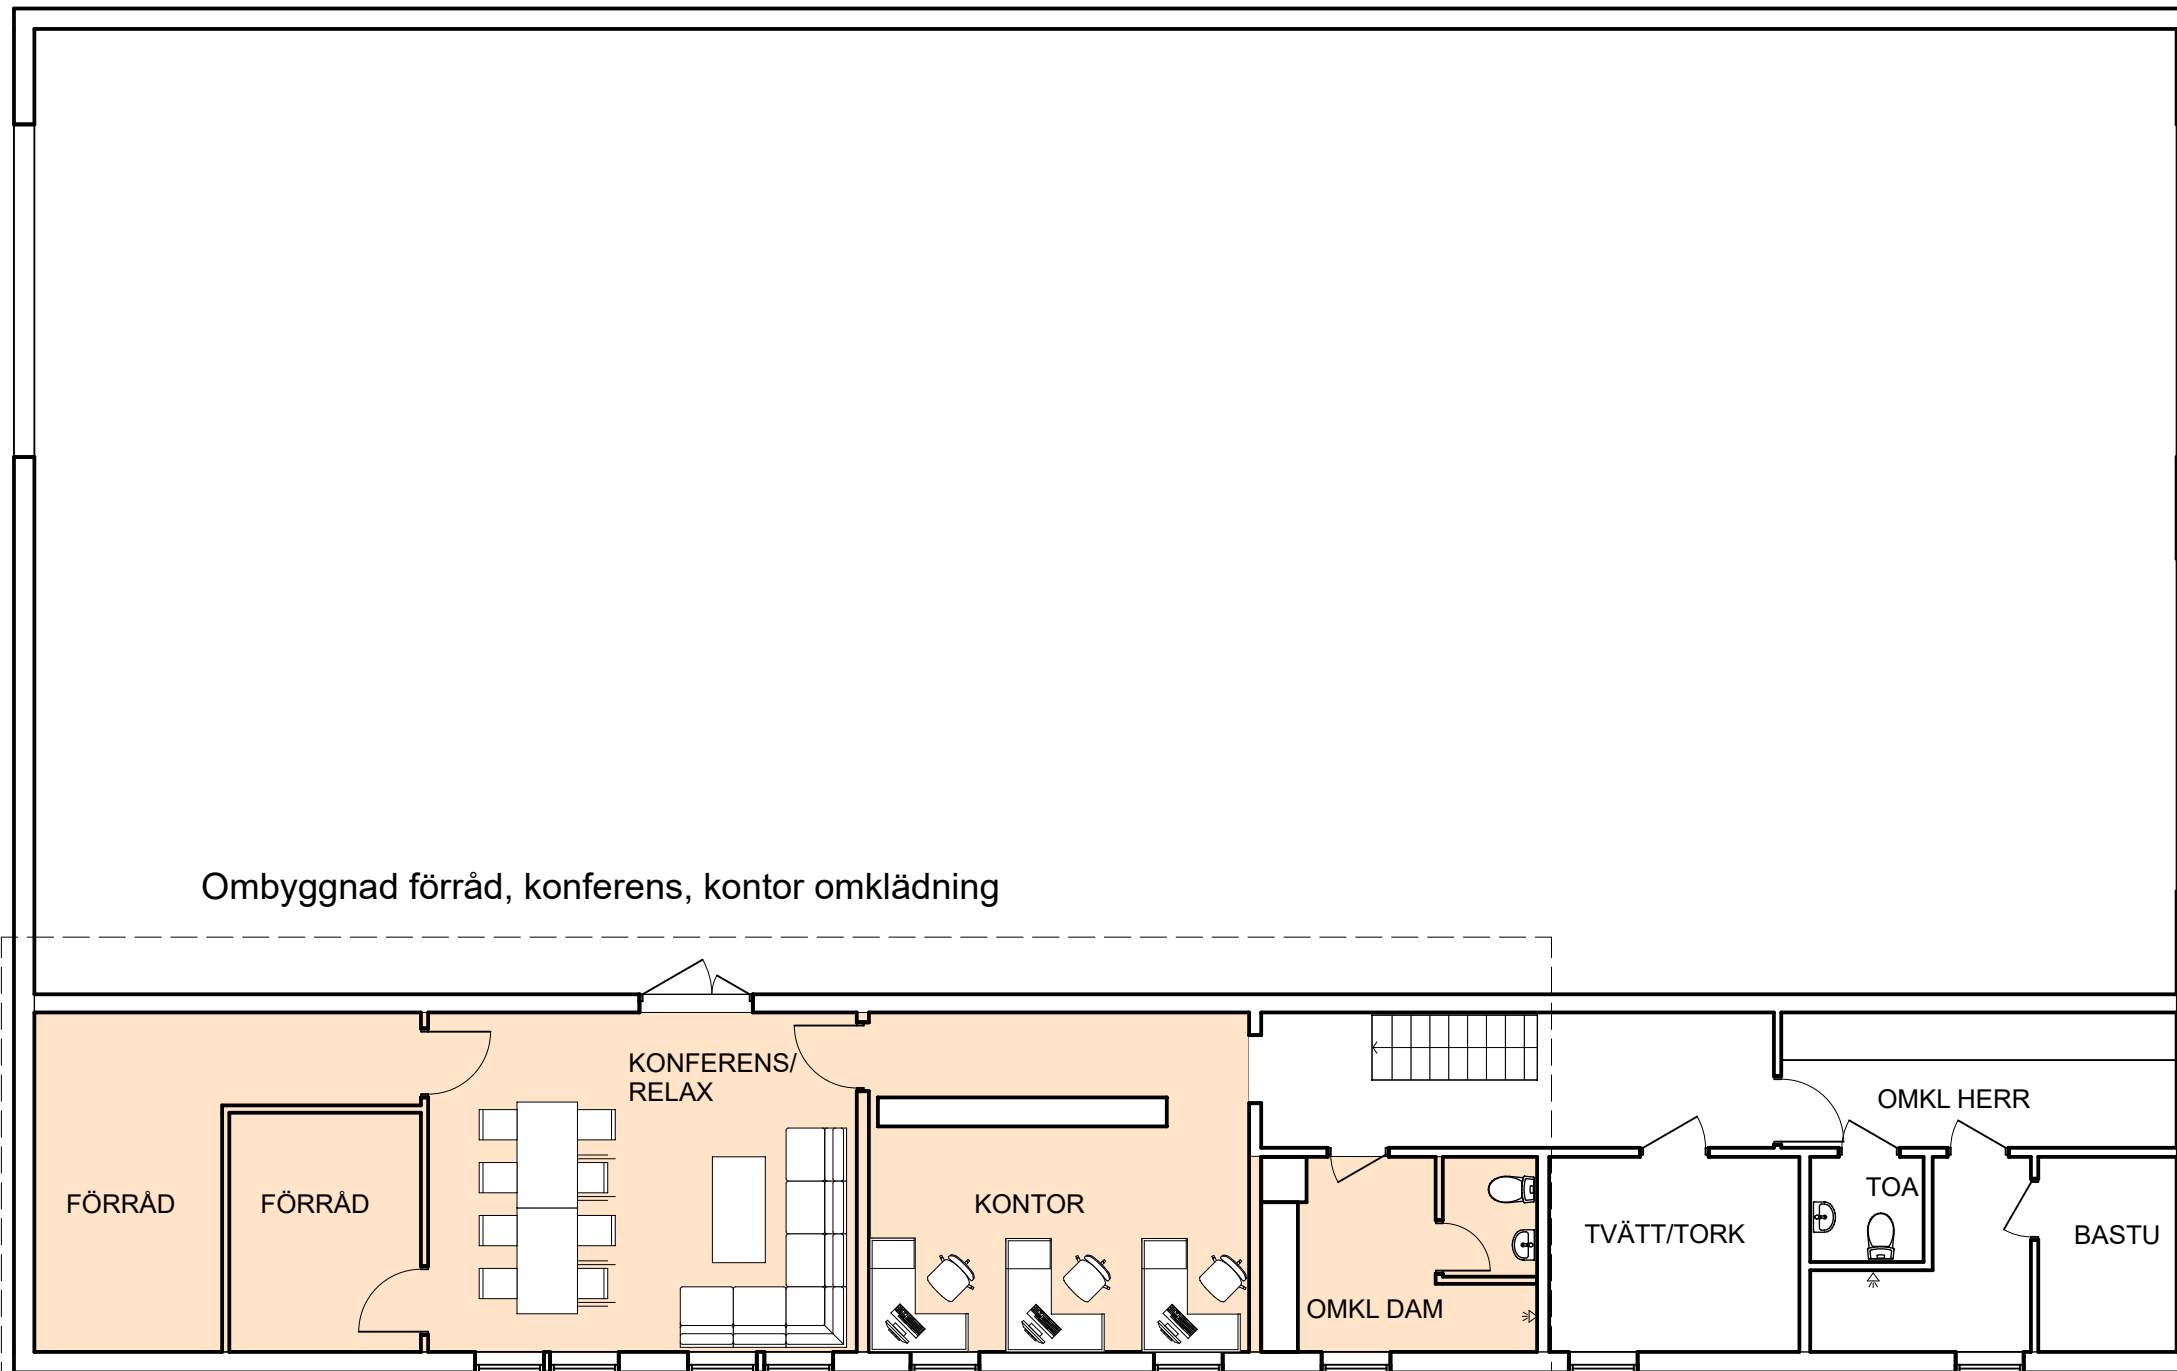 Ombyggnad förråd, konferens, kontor omklädning
KONFERENS/
RELAX
OMKL HERR
FÖRRÅD
FÖRRÅD
KONTOR
TOA
TVÄTT/TORK
BASTU
OMKL DAM